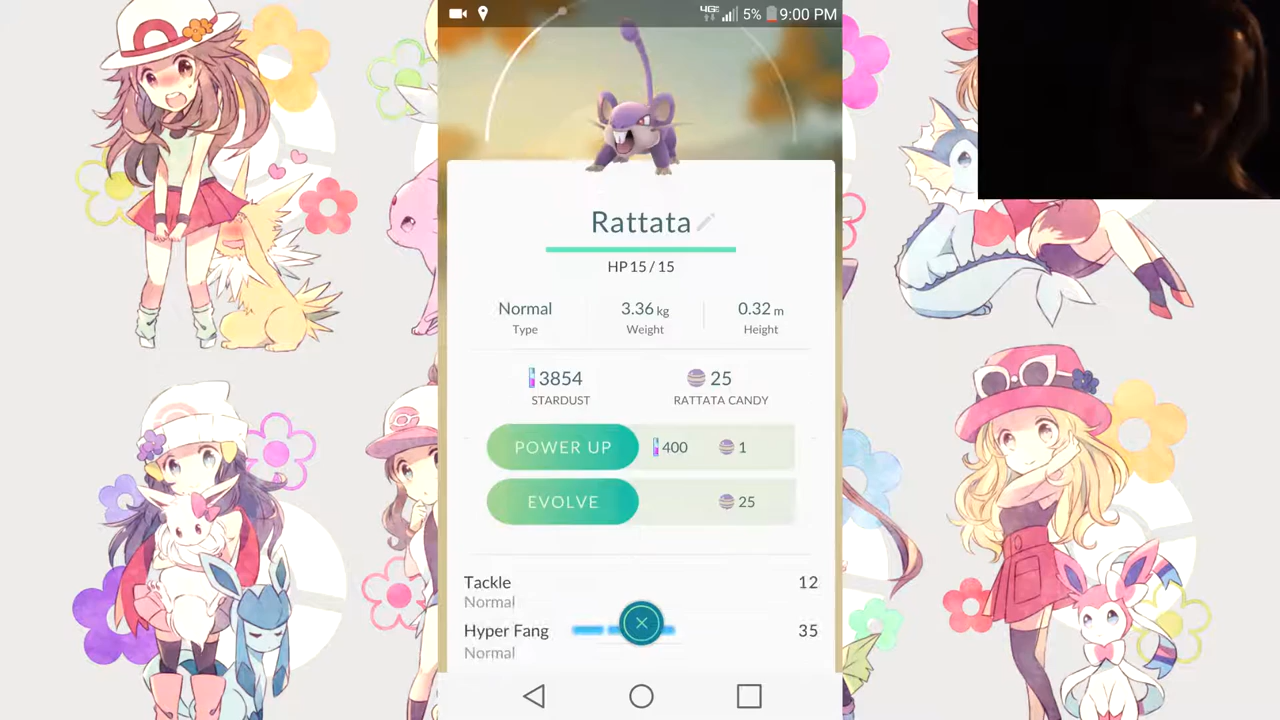 4GE 5% 9:00 PM
Rattata
HP 15 / 15
Normal 3.36 kg 0.32 m
Type Weight Height
3854 25
STARDUST RATTATA CANDY
POWER UP 400 1
EVOLVE 25
Tackle 12
Normal
Hyper Fang 35
Normal